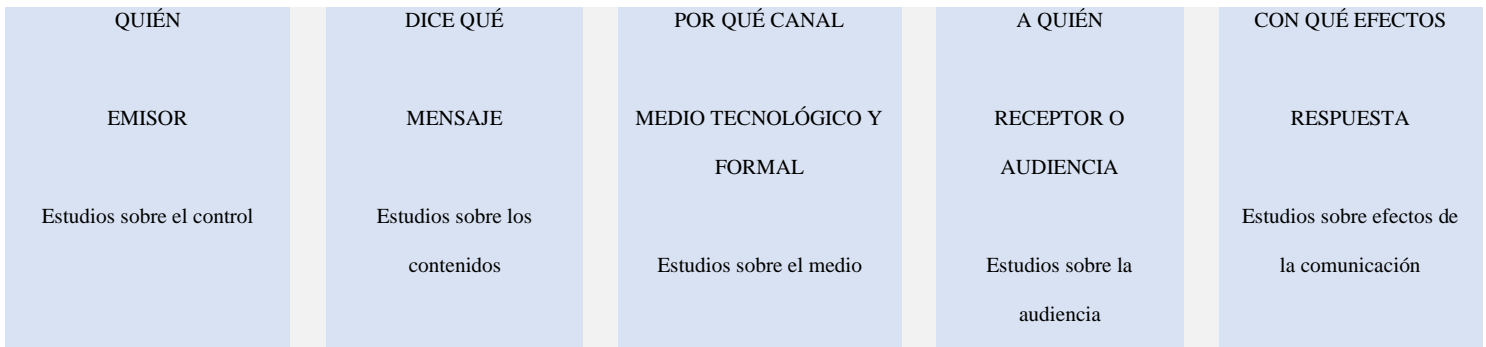 QUIÉN
EMISOR
Estudios sobre el control
DICE QUÉ
MENSAJE
Estudios sobre los
contenidos
POR QUÉ CANAL
MEDIO TECNOLÓGICO Y
FORMAL
Estudios sobre el medio
A QUIÉN
RECEPTOR O
AUDIENCIA
Estudios sobre la
audiencia
CON QUÉ EFECTOS
RESPUESTA
Estudios sobre efectos de
la comunicación